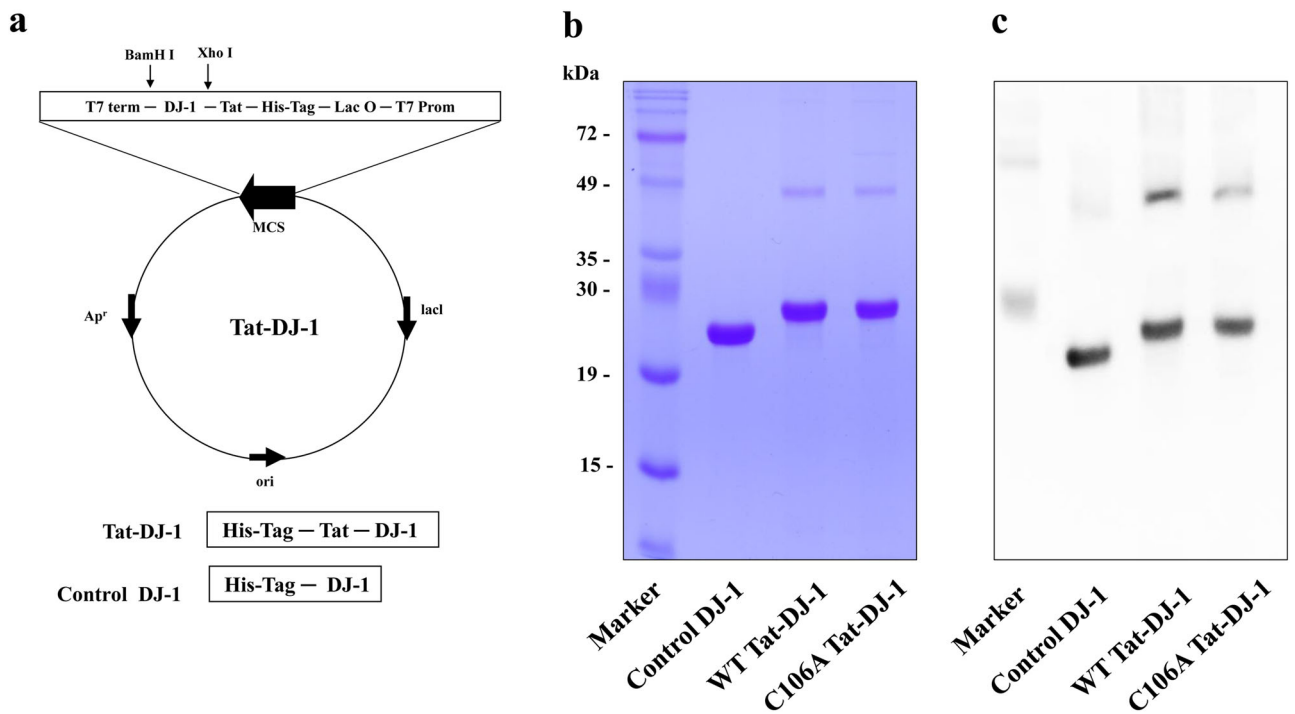 a
BamH I
Xho I
T7 term — DJ-1 — Tat — His-Tag — Lac O — T7 Prom
MCS
Apʳ
lacI
Tat-DJ-1
ori
Tat-DJ-1
His-Tag — Tat — DJ-1
Control DJ-1
His-Tag — DJ-1
b
kDa
72 -
49 -
35 -
30 -
19 -
15 -
Marker
Control DJ-1
WT Tat-DJ-1
C106A Tat-DJ-1
c
Marker
Control DJ-1
WT Tat-DJ-1
C106A Tat-DJ-1